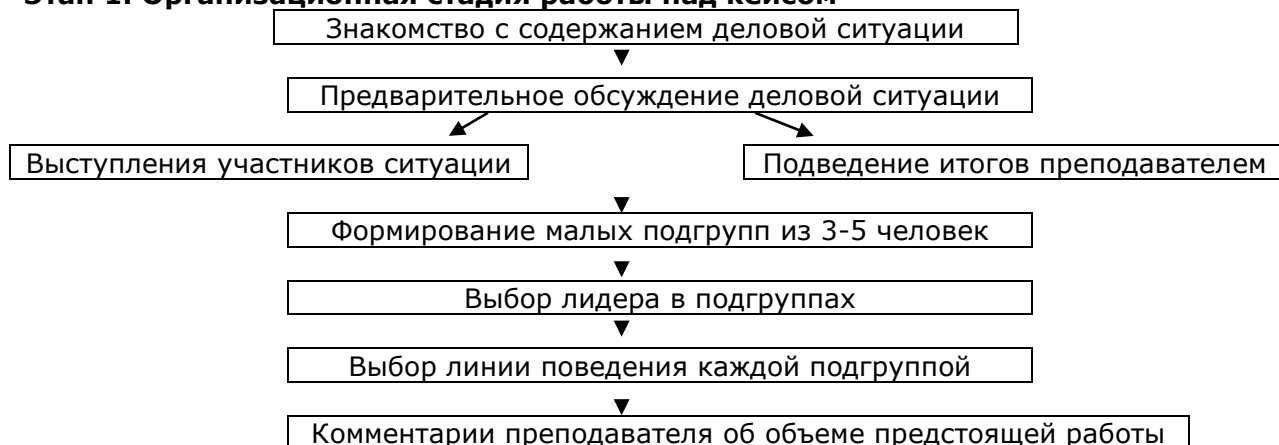 Этап 1. Организационная стадия работы над кейсом
Знакомство с содержанием деловой ситуации
Предварительное обсуждение деловой ситуации
Выступления участников ситуации
Подведение итогов преподавателем
Формирование малых подгрупп из 3-5 человек
Выбор лидера в подгруппах
Выбор линии поведения каждой подгруппой
Комментарии преподавателя об объеме предстоящей работы